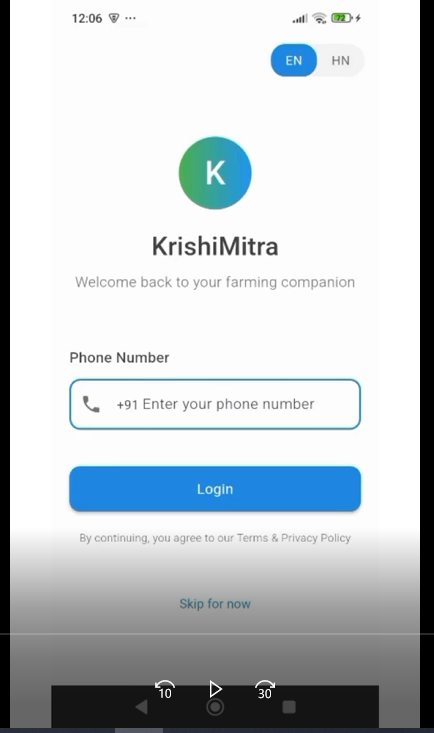 12:06
72
EN HN
K
KrishiMitra
Welcome back to your farming companion
Phone Number
+91 Enter your phone number
Login
By continuing, you agree to our Terms & Privacy Policy
Skip for now
10 30